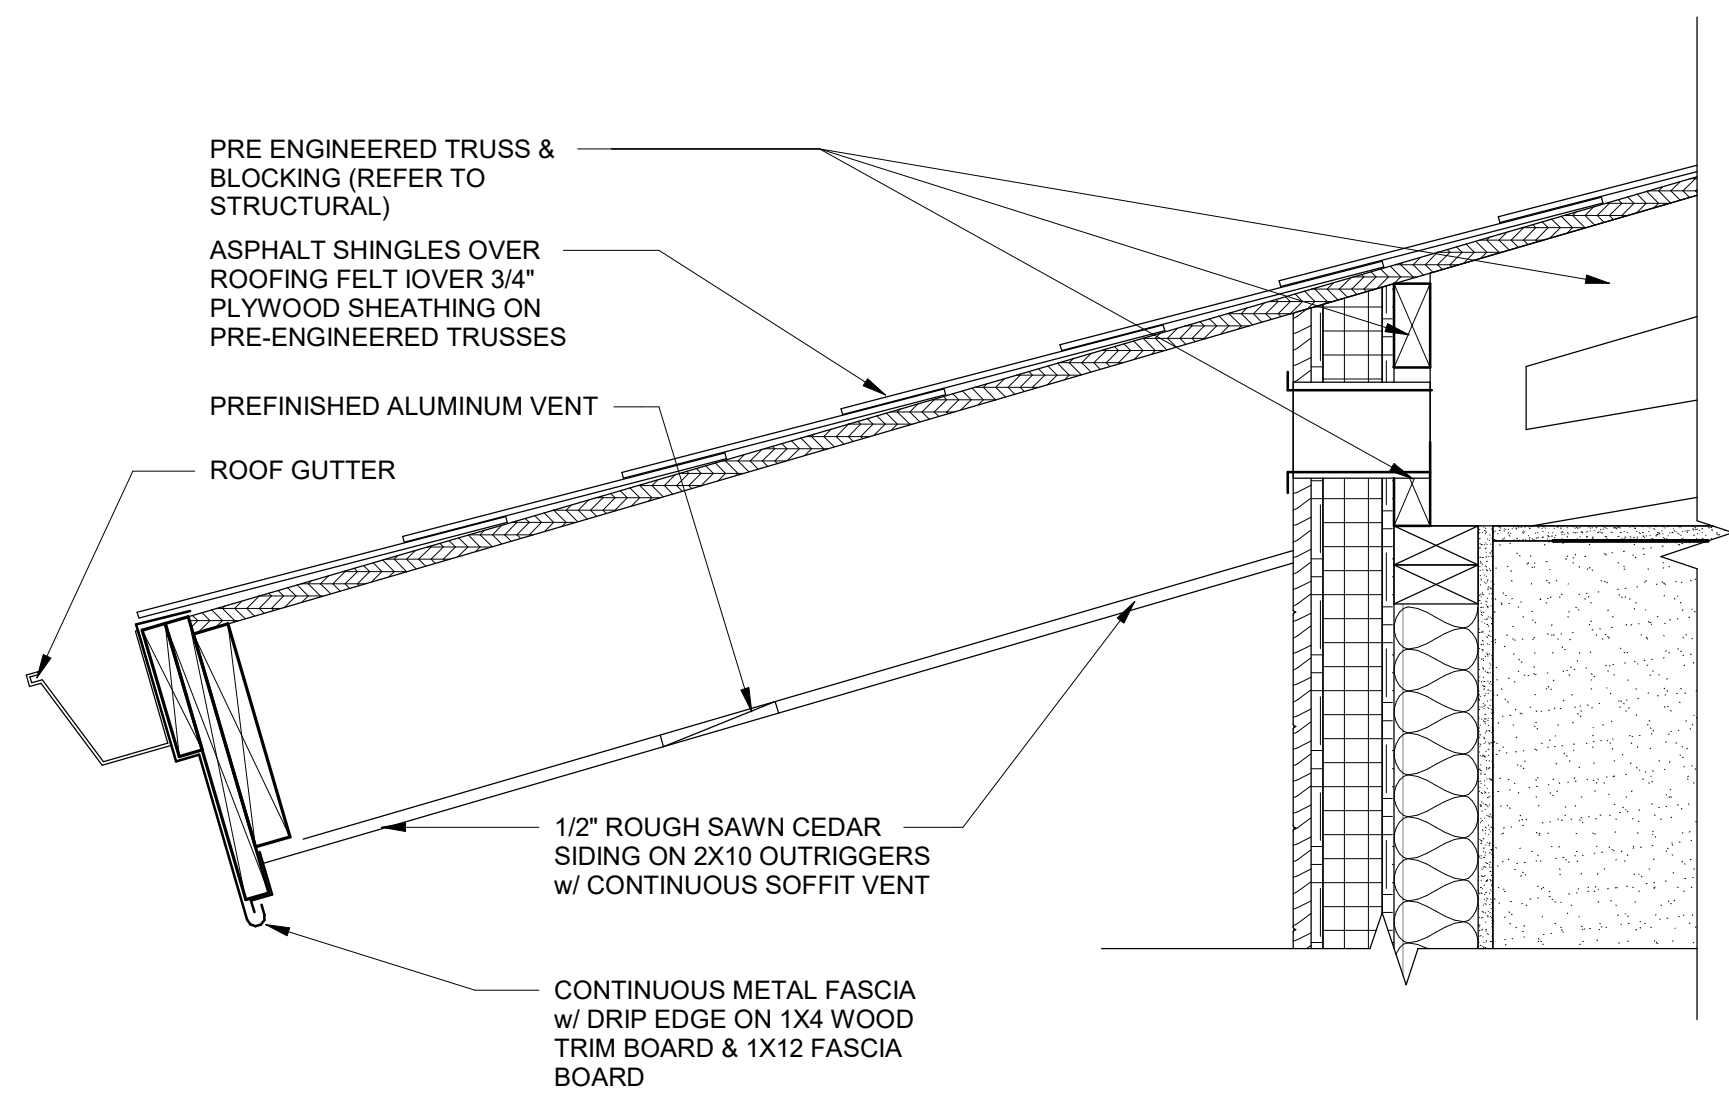 PRE ENGINEERED TRUSS &
BLOCKING (REFER TO
STRUCTURAL)
ASPHALT SHINGLES OVER
ROOFING FELT IOVER 3/4"
PLYWOOD SHEATHING ON
PRE-ENGINEERED TRUSSES
PREFINISHED ALUMINUM VENT
ROOF GUTTER
1/2" ROUGH SAWN CEDAR
SIDING ON 2X10 OUTRIGGERS
w/ CONTINUOUS SOFFIT VENT
CONTINUOUS METAL FASCIA
w/ DRIP EDGE ON 1X4 WOOD
TRIM BOARD & 1X12 FASCIA
BOARD